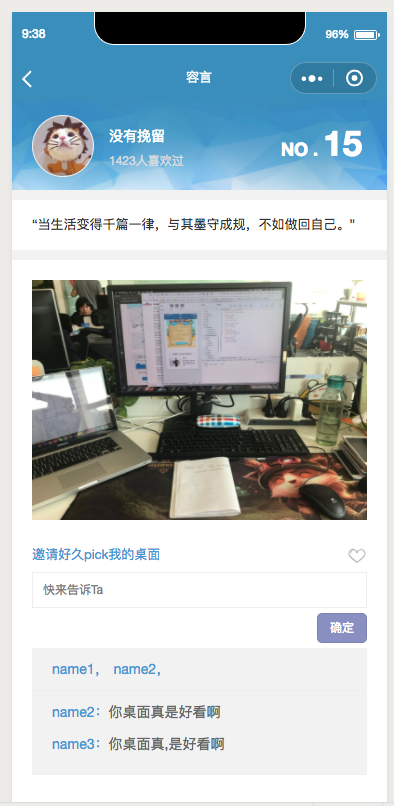 9:38
96%
容言
没有挽留
1423人喜欢过
NO . 15
“当生活变得千篇一律，与其墨守成规，不如做回自己。”
邀请好久pick我的桌面
快来告诉Ta
确定
name1， name2，
name2：你桌面真是好看啊
name3：你桌面真,是好看啊